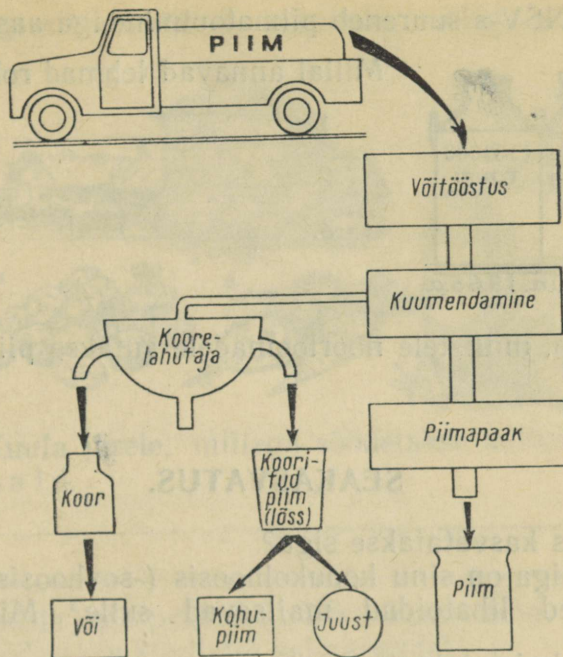 PIIM
Võitööstus
Kuumendamine
Koore-
lahutaja
Piimapaak
Koor
Koori-
tud
piim
(lõss)
Piim
Või
Kohu-
piim
Juust